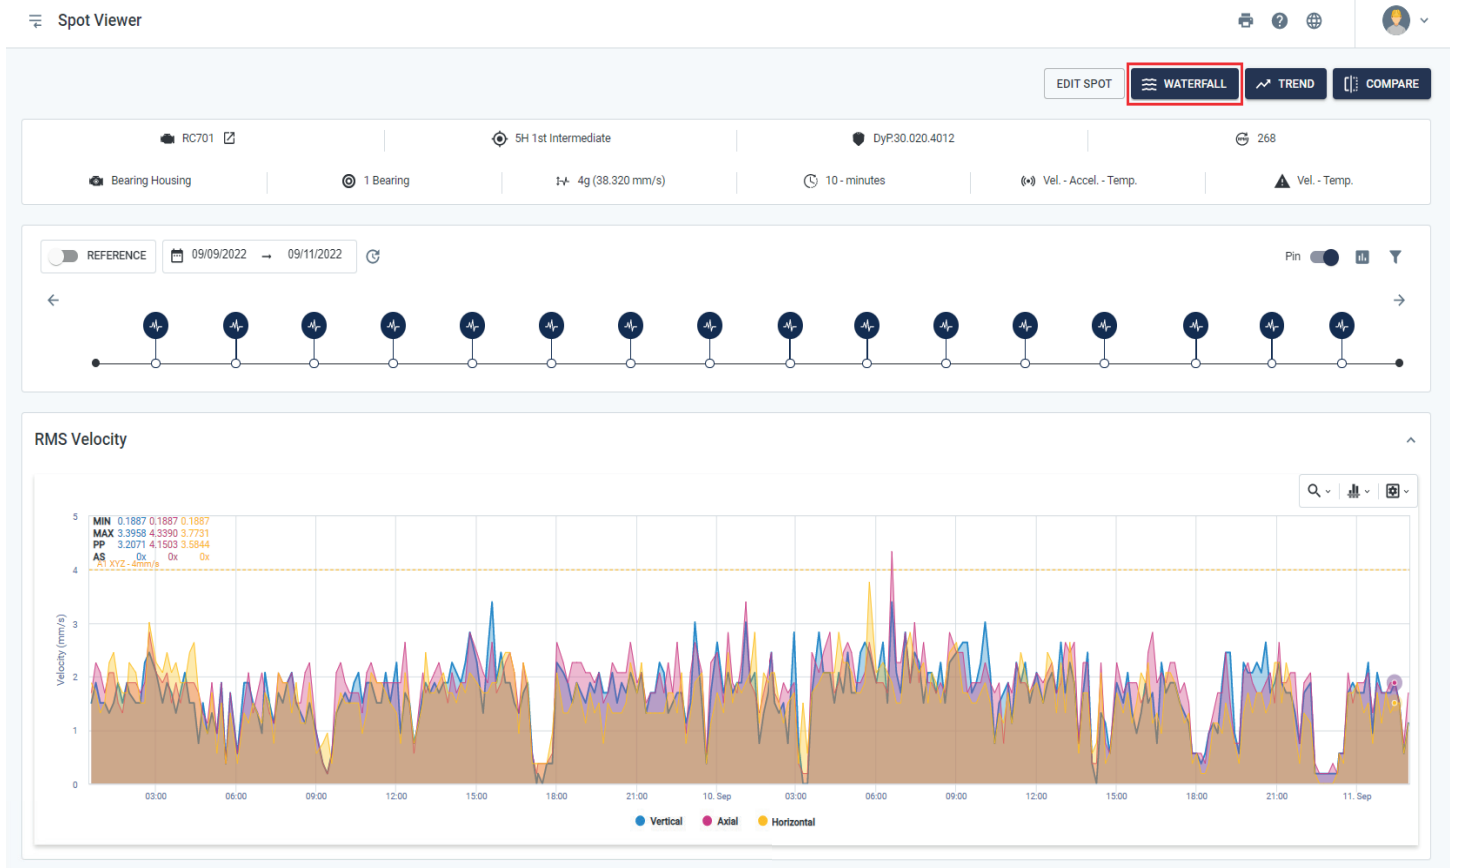 Spot Viewer
EDIT SPOT
WATERFALL
TREND
COMPARE
RC701
5H 1st Intermediate
DyP.30.020.4012
RPM 268
Bearing Housing
1 Bearing
4g (38.320 mm/s)
10 - minutes
Vel. - Accel. - Temp.
Vel. - Temp.
REFERENCE
09/09/2022 → 09/11/2022
Pin
RMS Velocity
MIN 0.1887 0.1887 0.1887
MAX 3.3958 4.3390 3.7731
PP 3.2071 4.1503 3.5844
AS 0x 0x 0x
A1 XYZ - 4mm/s
Velocity (mm/s)
5
4
3
2
1
0
03:00 06:00 09:00 12:00 15:00 18:00 21:00 10. Sep 03:00 06:00 09:00 12:00 15:00 18:00 21:00 11. Sep
Vertical Axial Horizontal